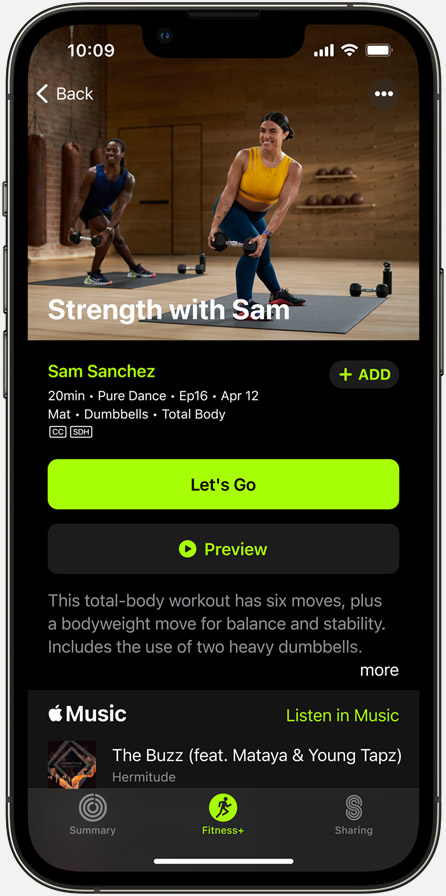 10:09
Back
Strength with Sam
Sam Sanchez
+ ADD
20min • Pure Dance • Ep16 • Apr 12
Mat • Dumbbells • Total Body
CC SDH
Let's Go
Preview
This total-body workout has six moves, plus
a bodyweight move for balance and stability.
Includes the use of two heavy dumbbells.
more
Music
Listen in Music
The Buzz (feat. Mataya & Young Tapz)
Hermitude
Summary
Fitness+
Sharing